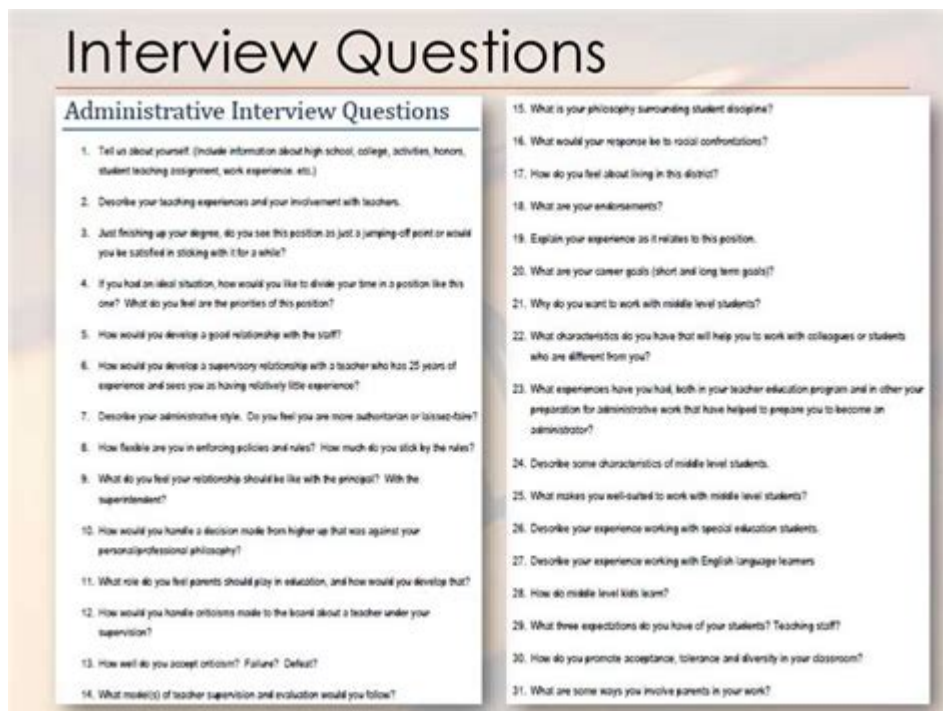 Interview Questions
Administrative Interview Questions
1. Tell us about yourself. (Include information about high school, college, activities, honors,
student teaching assignment, work experience. etc.)
2. Describe your teaching experiences and your involvement with teachers.
3. Just finishing up your degree, do you see this position as just a jumping-off point or would
you be satisfied in sticking with it for a while?
4. If you had an ideal situation, how would you like to divide your time in a position like this
one? What do you feel are the priorities of this position?
5. How would you develop a good relationship with the staff?
6. How would you develop a supervisory relationship with a teacher who has 25 years of
experience and sees you as having relatively little experience?
7. Describe your administrative style. Do you feel you are more authoritarian or laissez-faire?
8. How flexible are you in enforcing policies and rules? How much do you stick by the rules?
9. What do you feel your relationship should be like with the principal? With the
superintendent?
10. How would you handle a decision made from higher up that was against your
personal/professional philosophy?
11. What role do you feel parents should play in education, and how would you develop that?
12. How would you handle criticisms made to the board about a teacher under your
supervision?
13. How well do you accept criticism? Failure? Defeat?
14. What model(s) of teacher supervision and evaluation would you follow?
15. What is your philosophy surrounding student discipline?
16. What would your response be to racial confrontations?
17. How do you feel about living in this district?
18. What are your endorsements?
19. Explain your experience as it relates to this position.
20. What are your career goals (short and long term goals)?
21. Why do you want to work with middle level students?
22. What characteristics do you have that will help you to work with colleagues or students
who are different from you?
23. What experiences have you had, both in your teacher education program and in other your
preparation for administrative work that have helped to prepare you to become an
administrator?
24. Describe some characteristics of middle level students.
25. What makes you well-suited to work with middle level students?
26. Describe your experience working with special education students.
27. Describe your experience working with English language learners
28. How do middle level kids learn?
29. What three expectations do you have of your students? Teaching staff?
30. How do you promote acceptance, tolerance and diversity in your classroom?
31. What are some ways you involve parents in your work?